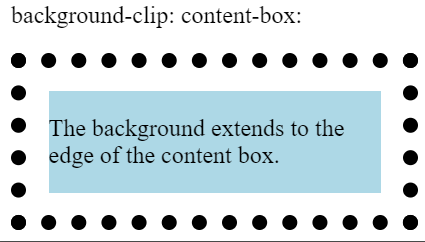 background-clip: content-box:
The background extends to the
edge of the content box.